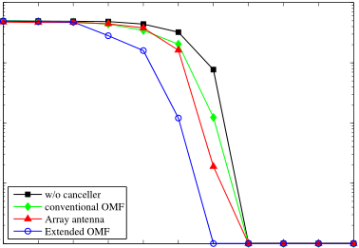 w/o canceller
conventional OMF
Array antenna
Extended OMF